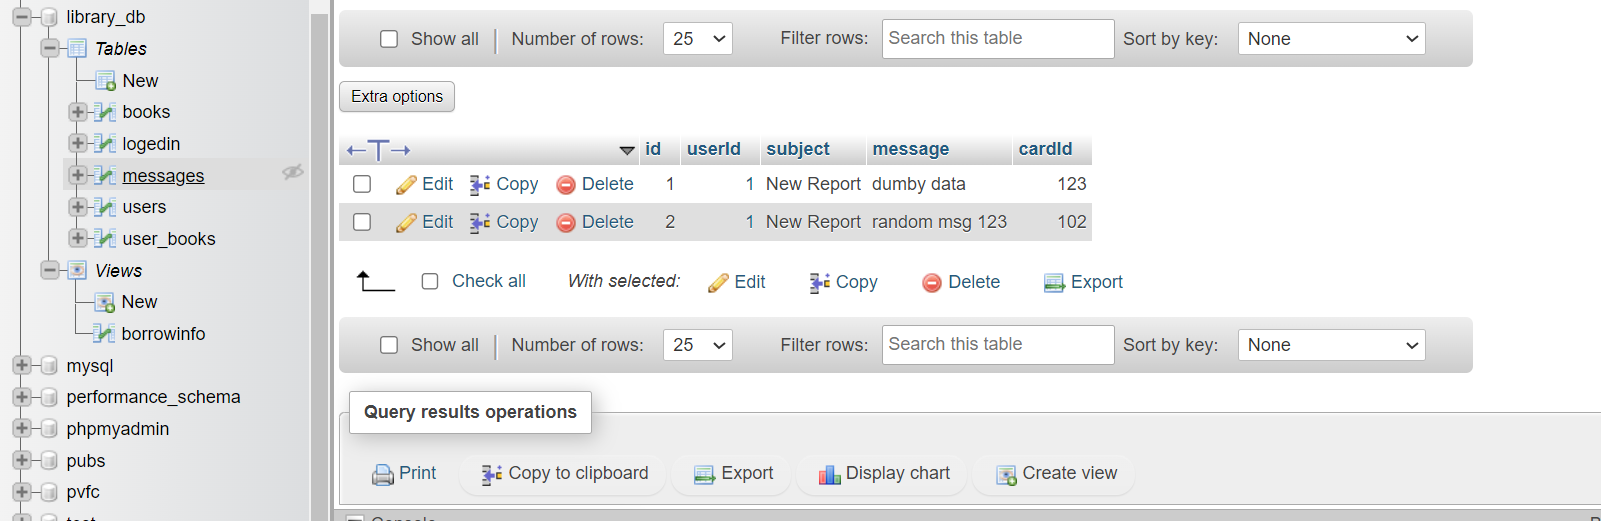 library_db
Tables
New
books
logedin
messages
users
user_books
Views
New
borrowinfo
mysql
performance_schema
phpmyadmin
pubs
pvfc
test
Show all Number of rows: 25 Filter rows: Search this table Sort by key: None
Extra options
id userId subject message cardId
Edit Copy Delete 1 1 New Report dumby data 123
Edit Copy Delete 2 1 New Report random msg 123 102
Check all With selected: Edit Copy Delete Export
Show all Number of rows: 25 Filter rows: Search this table Sort by key: None
Query results operations
Print Copy to clipboard Export Display chart Create view
Console